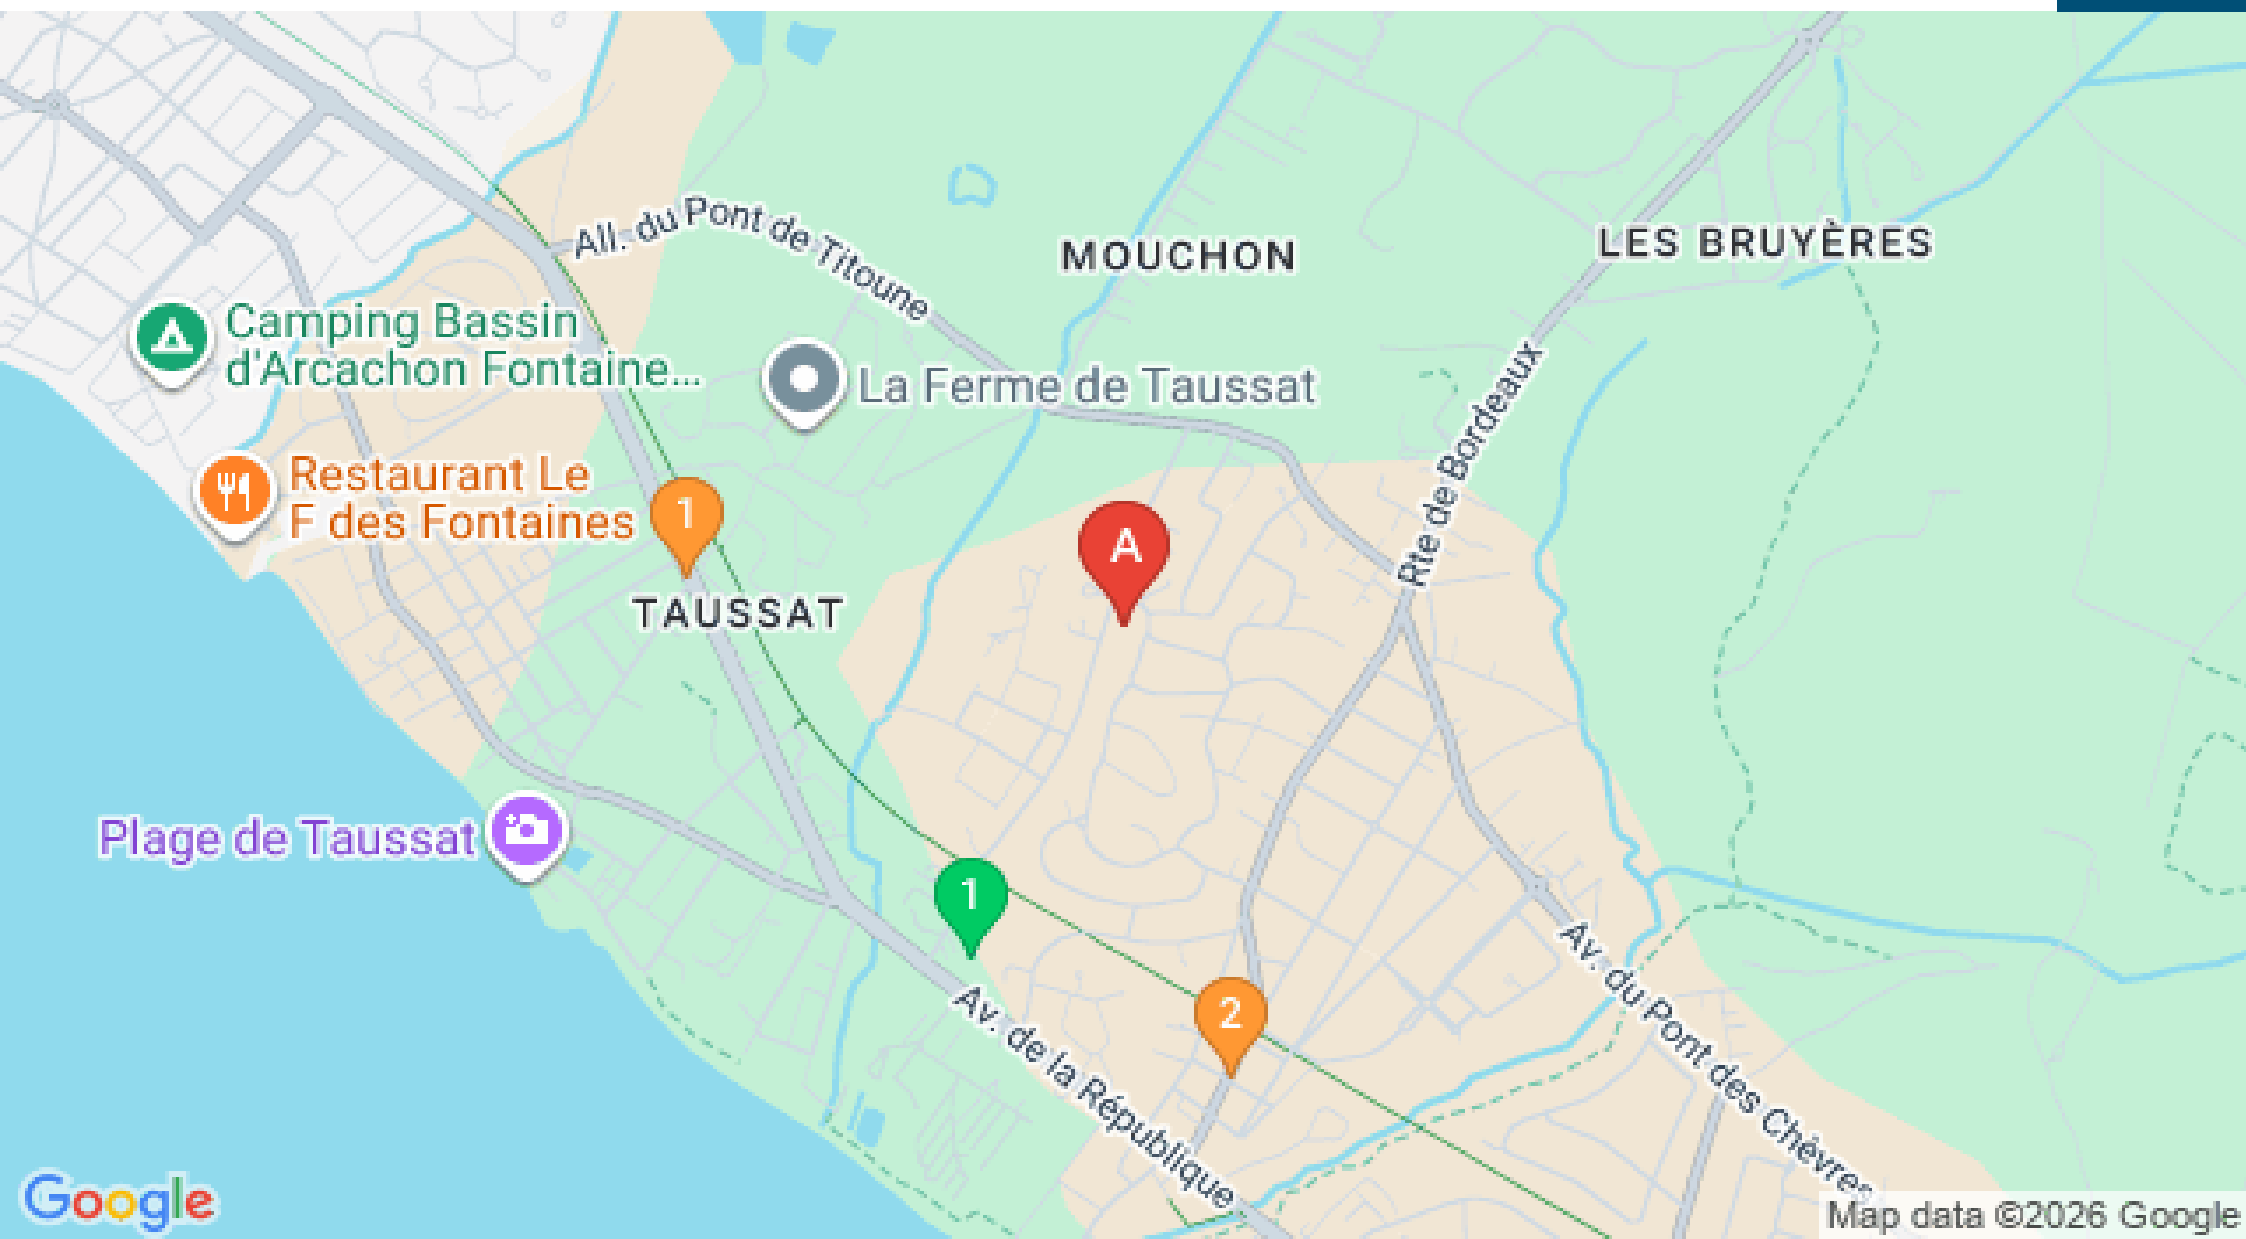 All. du Pont de Titoune
MOUCHON
LES BRUYÈRES
Camping Bassin
d'Arcachon Fontaine...
La Ferme de Taussat
Rte de Bordeaux
Restaurant Le
F des Fontaines
1
A
TAUSSAT
Plage de Taussat
1
2
Av. de la République
Av. du Pont des Chèvres
Google
Map data ©2026 Google